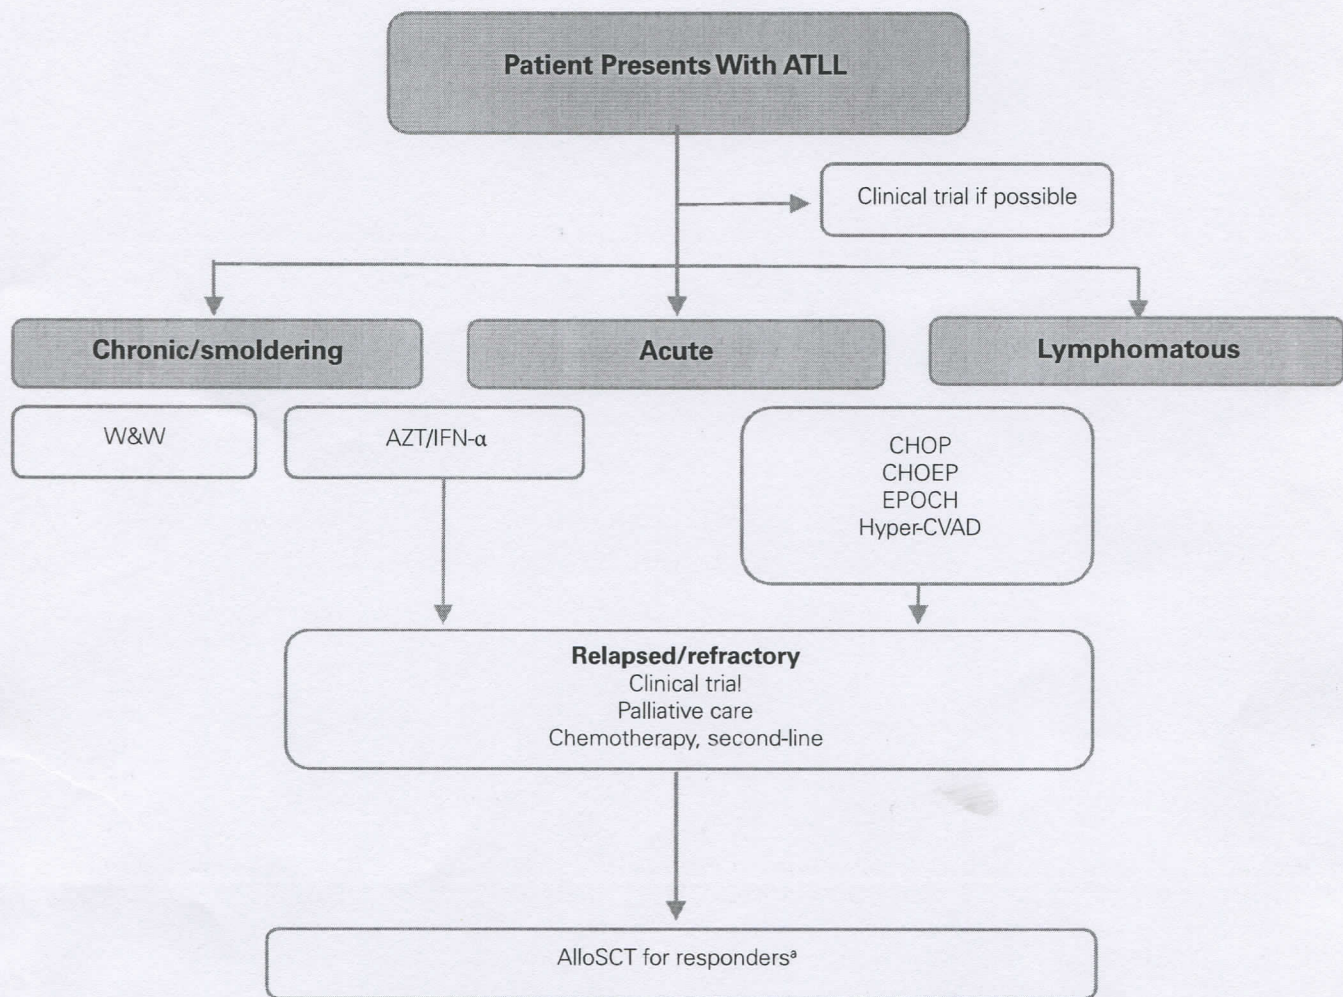 Patient Presents With ATLL
Clinical trial if possible
Chronic/smoldering
Acute
Lymphomatous
W&W
AZT/IFN-α
CHOP
CHOEP
EPOCH
Hyper-CVAD
Relapsed/refractory
Clinical trial
Palliative care
Chemotherapy, second-line
AlloSCT for respondersᵃ